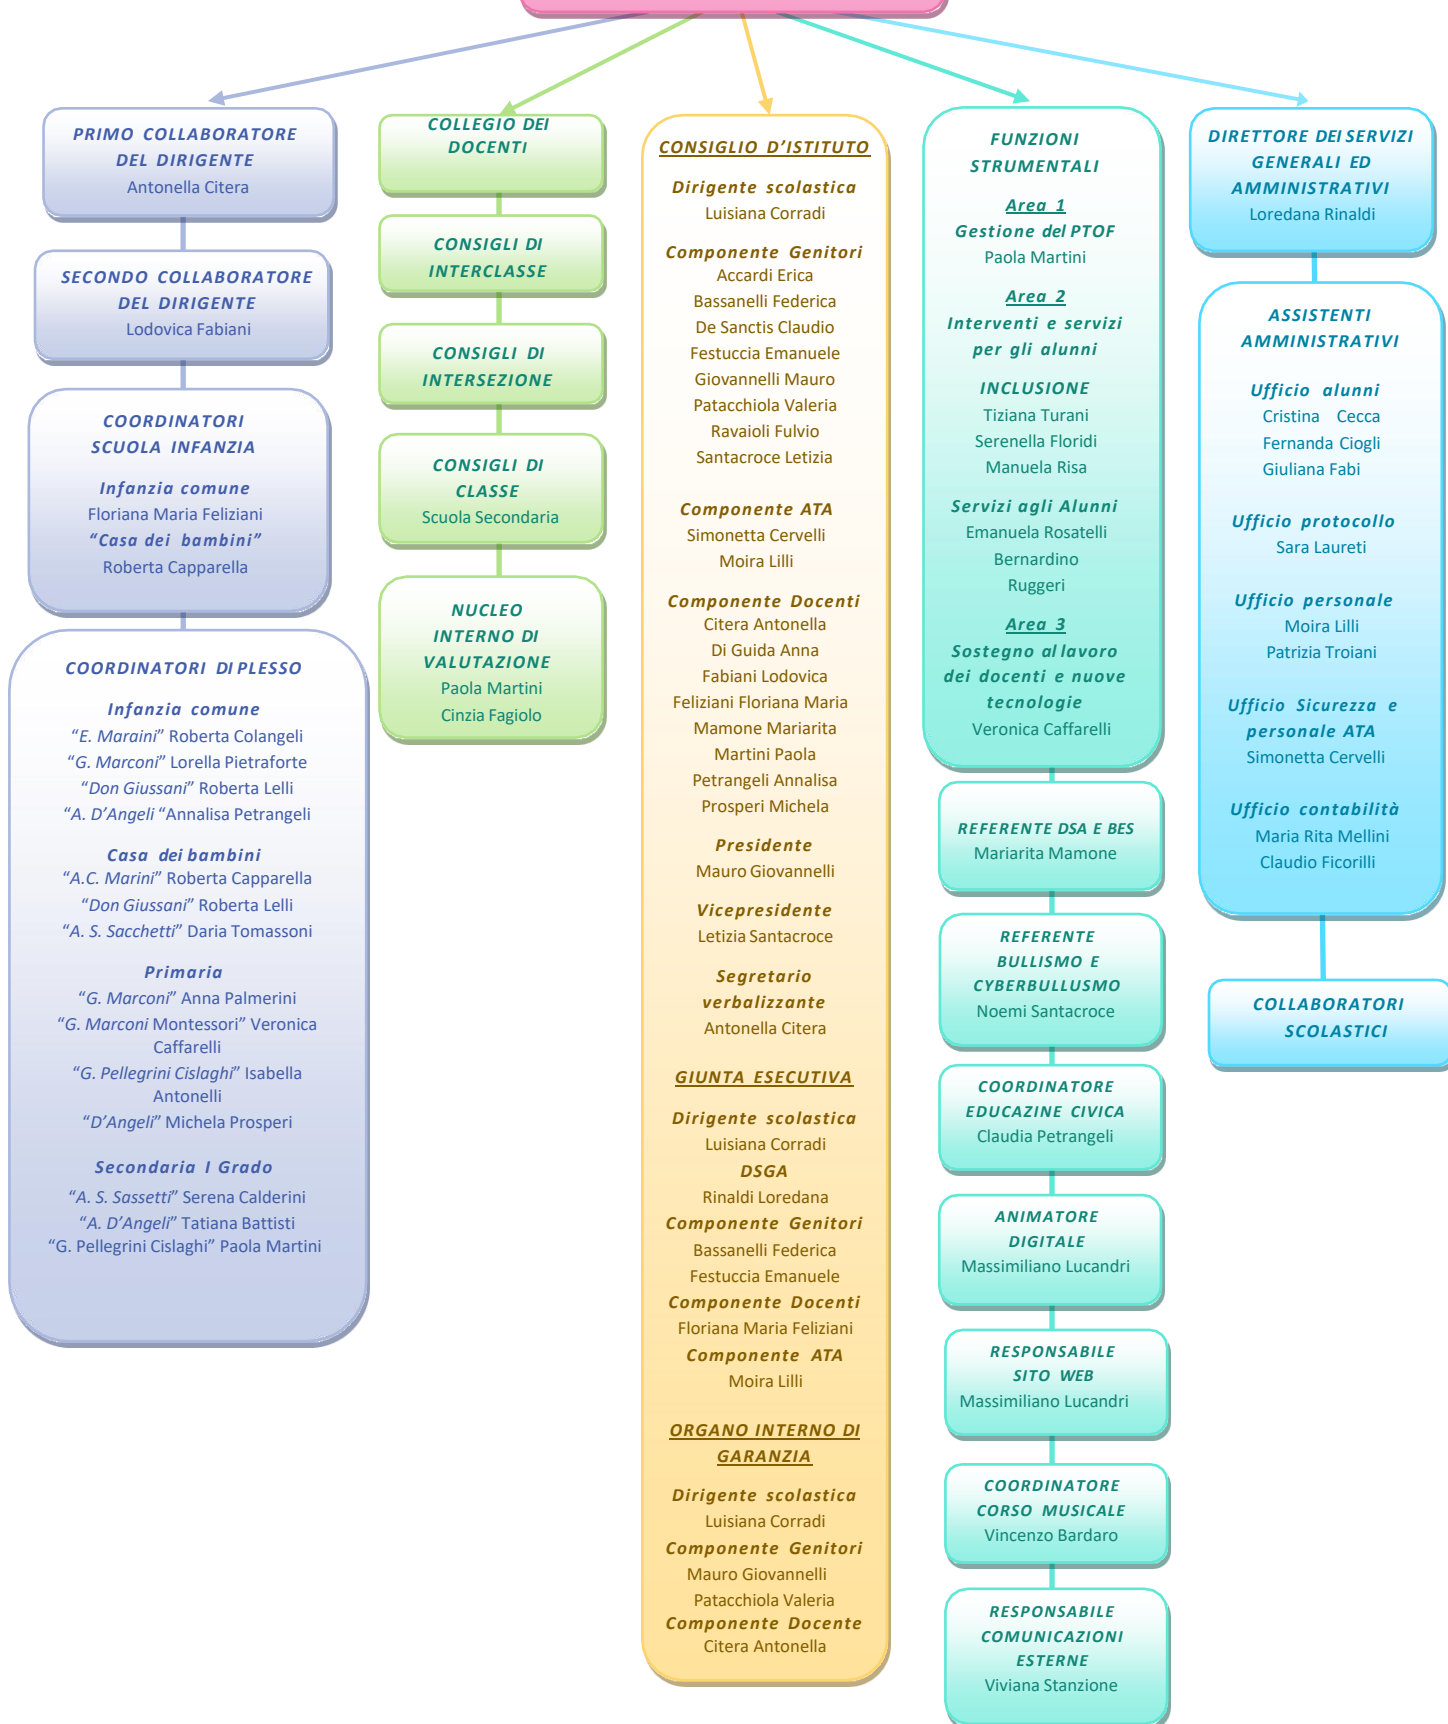 PRIMO COLLABORATORE
DEL DIRIGENTE
Antonella Citera
SECONDO COLLABORATORE
DEL DIRIGENTE
Lodovica Fabiani
COORDINATORI
SCUOLA INFANZIA
Infanzia comune
Floriana Maria Feliziani
“Casa dei bambini”
Roberta Capparella
COORDINATORI DI PLESSO
Infanzia comune
“E. Maraini” Roberta Colangeli
“G. Marconi” Lorella Pietraforte
“Don Giussani” Roberta Lelli
“A. D’Angeli “Annalisa Petrangeli
Casa dei bambini
“A.C. Marini” Roberta Capparella
“Don Giussani” Roberta Lelli
“A. S. Sacchetti” Daria Tomassoni
Primaria
“G. Marconi” Anna Palmerini
“G. Marconi Montessori” Veronica
Caffarelli
“G. Pellegrini Cislaghi” Isabella
Antonelli
“D’Angeli” Michela Prosperi
Secondaria I Grado
“A. S. Sassetti” Serena Calderini
“A. D’Angeli” Tatiana Battisti
“G. Pellegrini Cislaghi” Paola Martini
COLLEGIO DEI
DOCENTI
CONSIGLI DI
INTERCLASSE
CONSIGLI DI
INTERSEZIONE
CONSIGLI DI
CLASSE
Scuola Secondaria
NUCLEO
INTERNO DI
VALUTAZIONE
Paola Martini
Cinzia Fagiolo
CONSIGLIO D’ISTITUTO
Dirigente scolastica
Luisiana Corradi
Componente Genitori
Accardi Erica
Bassanelli Federica
De Sanctis Claudio
Festuccia Emanuele
Giovannelli Mauro
Patacchiola Valeria
Ravaioli Fulvio
Santacroce Letizia
Componente ATA
Simonetta Cervelli
Moira Lilli
Componente Docenti
Citera Antonella
Di Guida Anna
Fabiani Lodovica
Feliziani Floriana Maria
Mamone Mariarita
Martini Paola
Petrangeli Annalisa
Prosperi Michela
Presidente
Mauro Giovannelli
Vicepresidente
Letizia Santacroce
Segretario
verbalizzante
Antonella Citera
GIUNTA ESECUTIVA
Dirigente scolastica
Luisiana Corradi
DSGA
Rinaldi Loredana
Componente Genitori
Bassanelli Federica
Festuccia Emanuele
Componente Docenti
Floriana Maria Feliziani
Componente ATA
Moira Lilli
ORGANO INTERNO DI
GARANZIA
Dirigente scolastica
Luisiana Corradi
Componente Genitori
Mauro Giovannelli
Patacchiola Valeria
Componente Docente
Citera Antonella
FUNZIONI
STRUMENTALI
Area 1
Gestione del PTOF
Paola Martini
Area 2
Interventi e servizi
per gli alunni
INCLUSIONE
Tiziana Turani
Serenella Floridi
Manuela Risa
Servizi agli Alunni
Emanuela Rosatelli
Bernardino
Ruggeri
Area 3
Sostegno al lavoro
dei docenti e nuove
tecnologie
Veronica Caffarelli
REFERENTE DSA E BES
Mariarita Mamone
REFERENTE
BULLISMO E
CYBERBULLUSMO
Noemi Santacroce
COORDINATORE
EDUCAZINE CIVICA
Claudia Petrangeli
ANIMATORE
DIGITALE
Massimiliano Lucandri
RESPONSABILE
SITO WEB
Massimiliano Lucandri
COORDINATORE
CORSO MUSICALE
Vincenzo Bardaro
RESPONSABILE
COMUNICAZIONI
ESTERNE
Viviana Stanzione
DIRETTORE DEI SERVIZI
GENERALI ED
AMMINISTRATIVI
Loredana Rinaldi
ASSISTENTI
AMMINISTRATIVI
Ufficio alunni
Cristina Cecca
Fernanda Ciogli
Giuliana Fabi
Ufficio protocollo
Sara Laureti
Ufficio personale
Moira Lilli
Patrizia Troiani
Ufficio Sicurezza e
personale ATA
Simonetta Cervelli
Ufficio contabilità
Maria Rita Mellini
Claudio Ficorilli
COLLABORATORI
SCOLASTICI